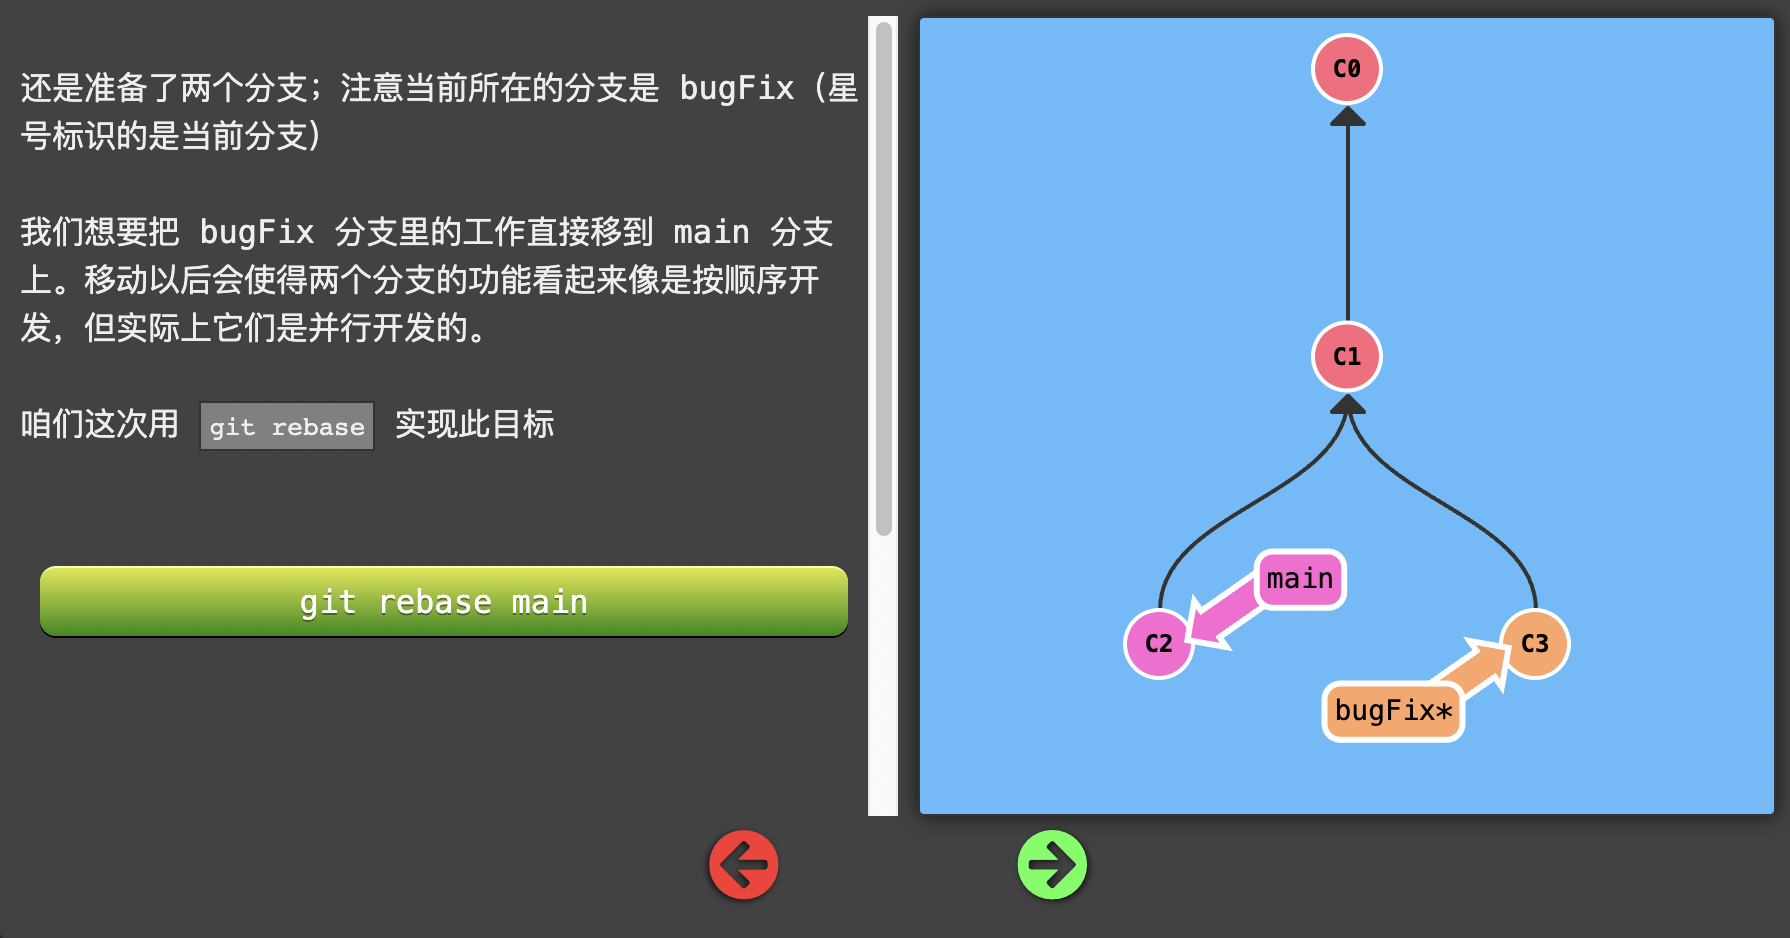 还是准备了两个分支；注意当前所在的分支是 bugFix（星
号标识的是当前分支）
我们想要把 bugFix 分支里的工作直接移到 main 分支
上。移动以后会使得两个分支的功能看起来像是按顺序开
发，但实际上它们是并行开发的。
咱们这次用 git rebase 实现此目标
git rebase main
C0
C1
main
C2
C3
bugFix*